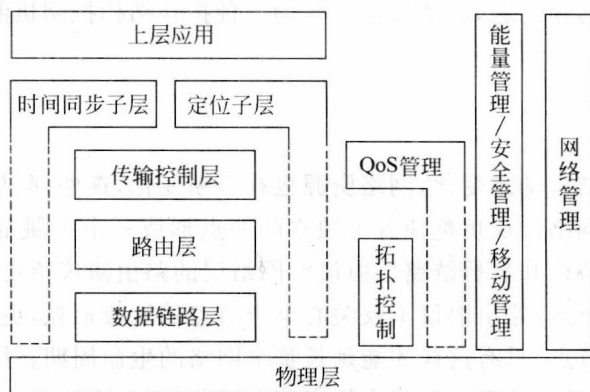 上层应用
时间同步子层
定位子层
传输控制层
路由层
数据链路层
QoS管理
拓扑控制
能量管理/安全管理/移动管理
网络管理
物理层